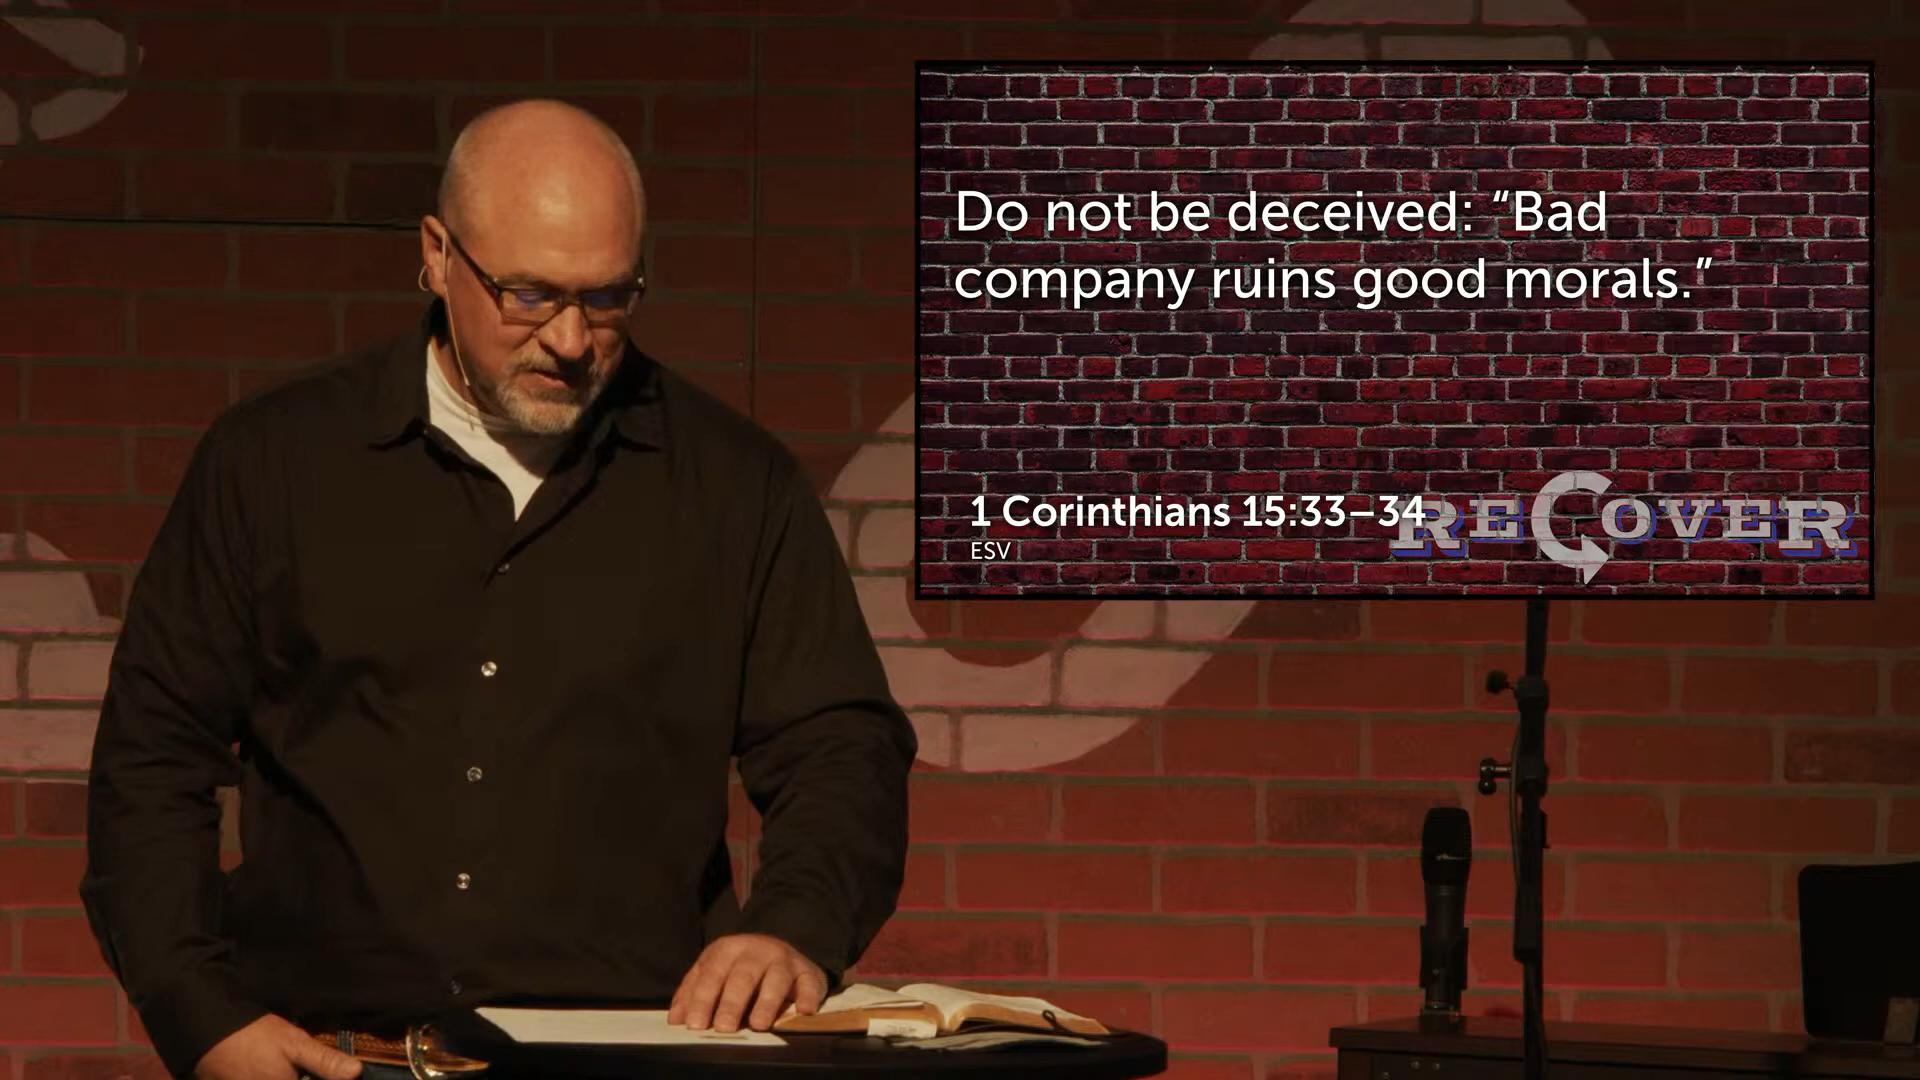 Do not be deceived: “Bad
company ruins good morals.”
1 Corinthians 15:33–34
ESV
RECOVER